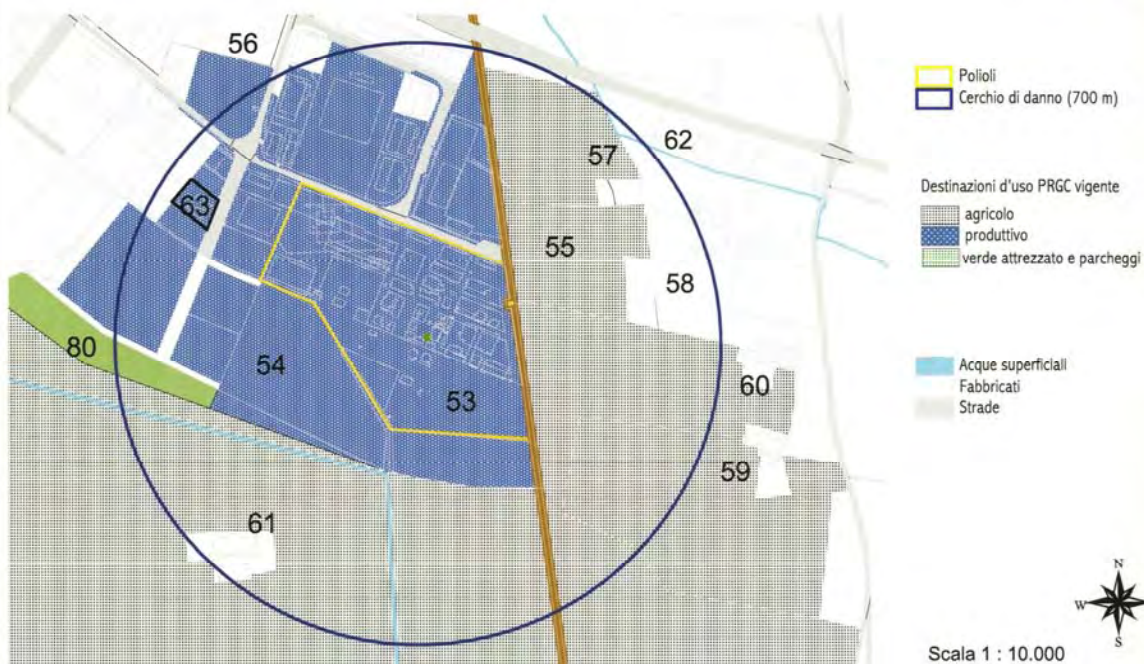 56
Polioli
Cerchio di danno (700 m)
62
57
63
Destinazioni d'uso PRGC vigente
agricolo
produttivo
verde attrezzato e parcheggi
55
58
80
54
60
53
Acque superficiali
Fabbricati
Strade
59
61
N
W
S
Scala 1 : 10.000